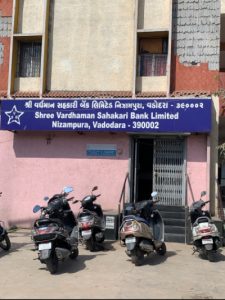 શ્રી વર્ધમાન સહકારી બેંક લિમિટેડ નિઝામપુરા, વડોદરા - ૩૯૦૦૦૨
Shree Vardhaman Sahakari Bank Limited
Nizampura, Vadodara - 390002